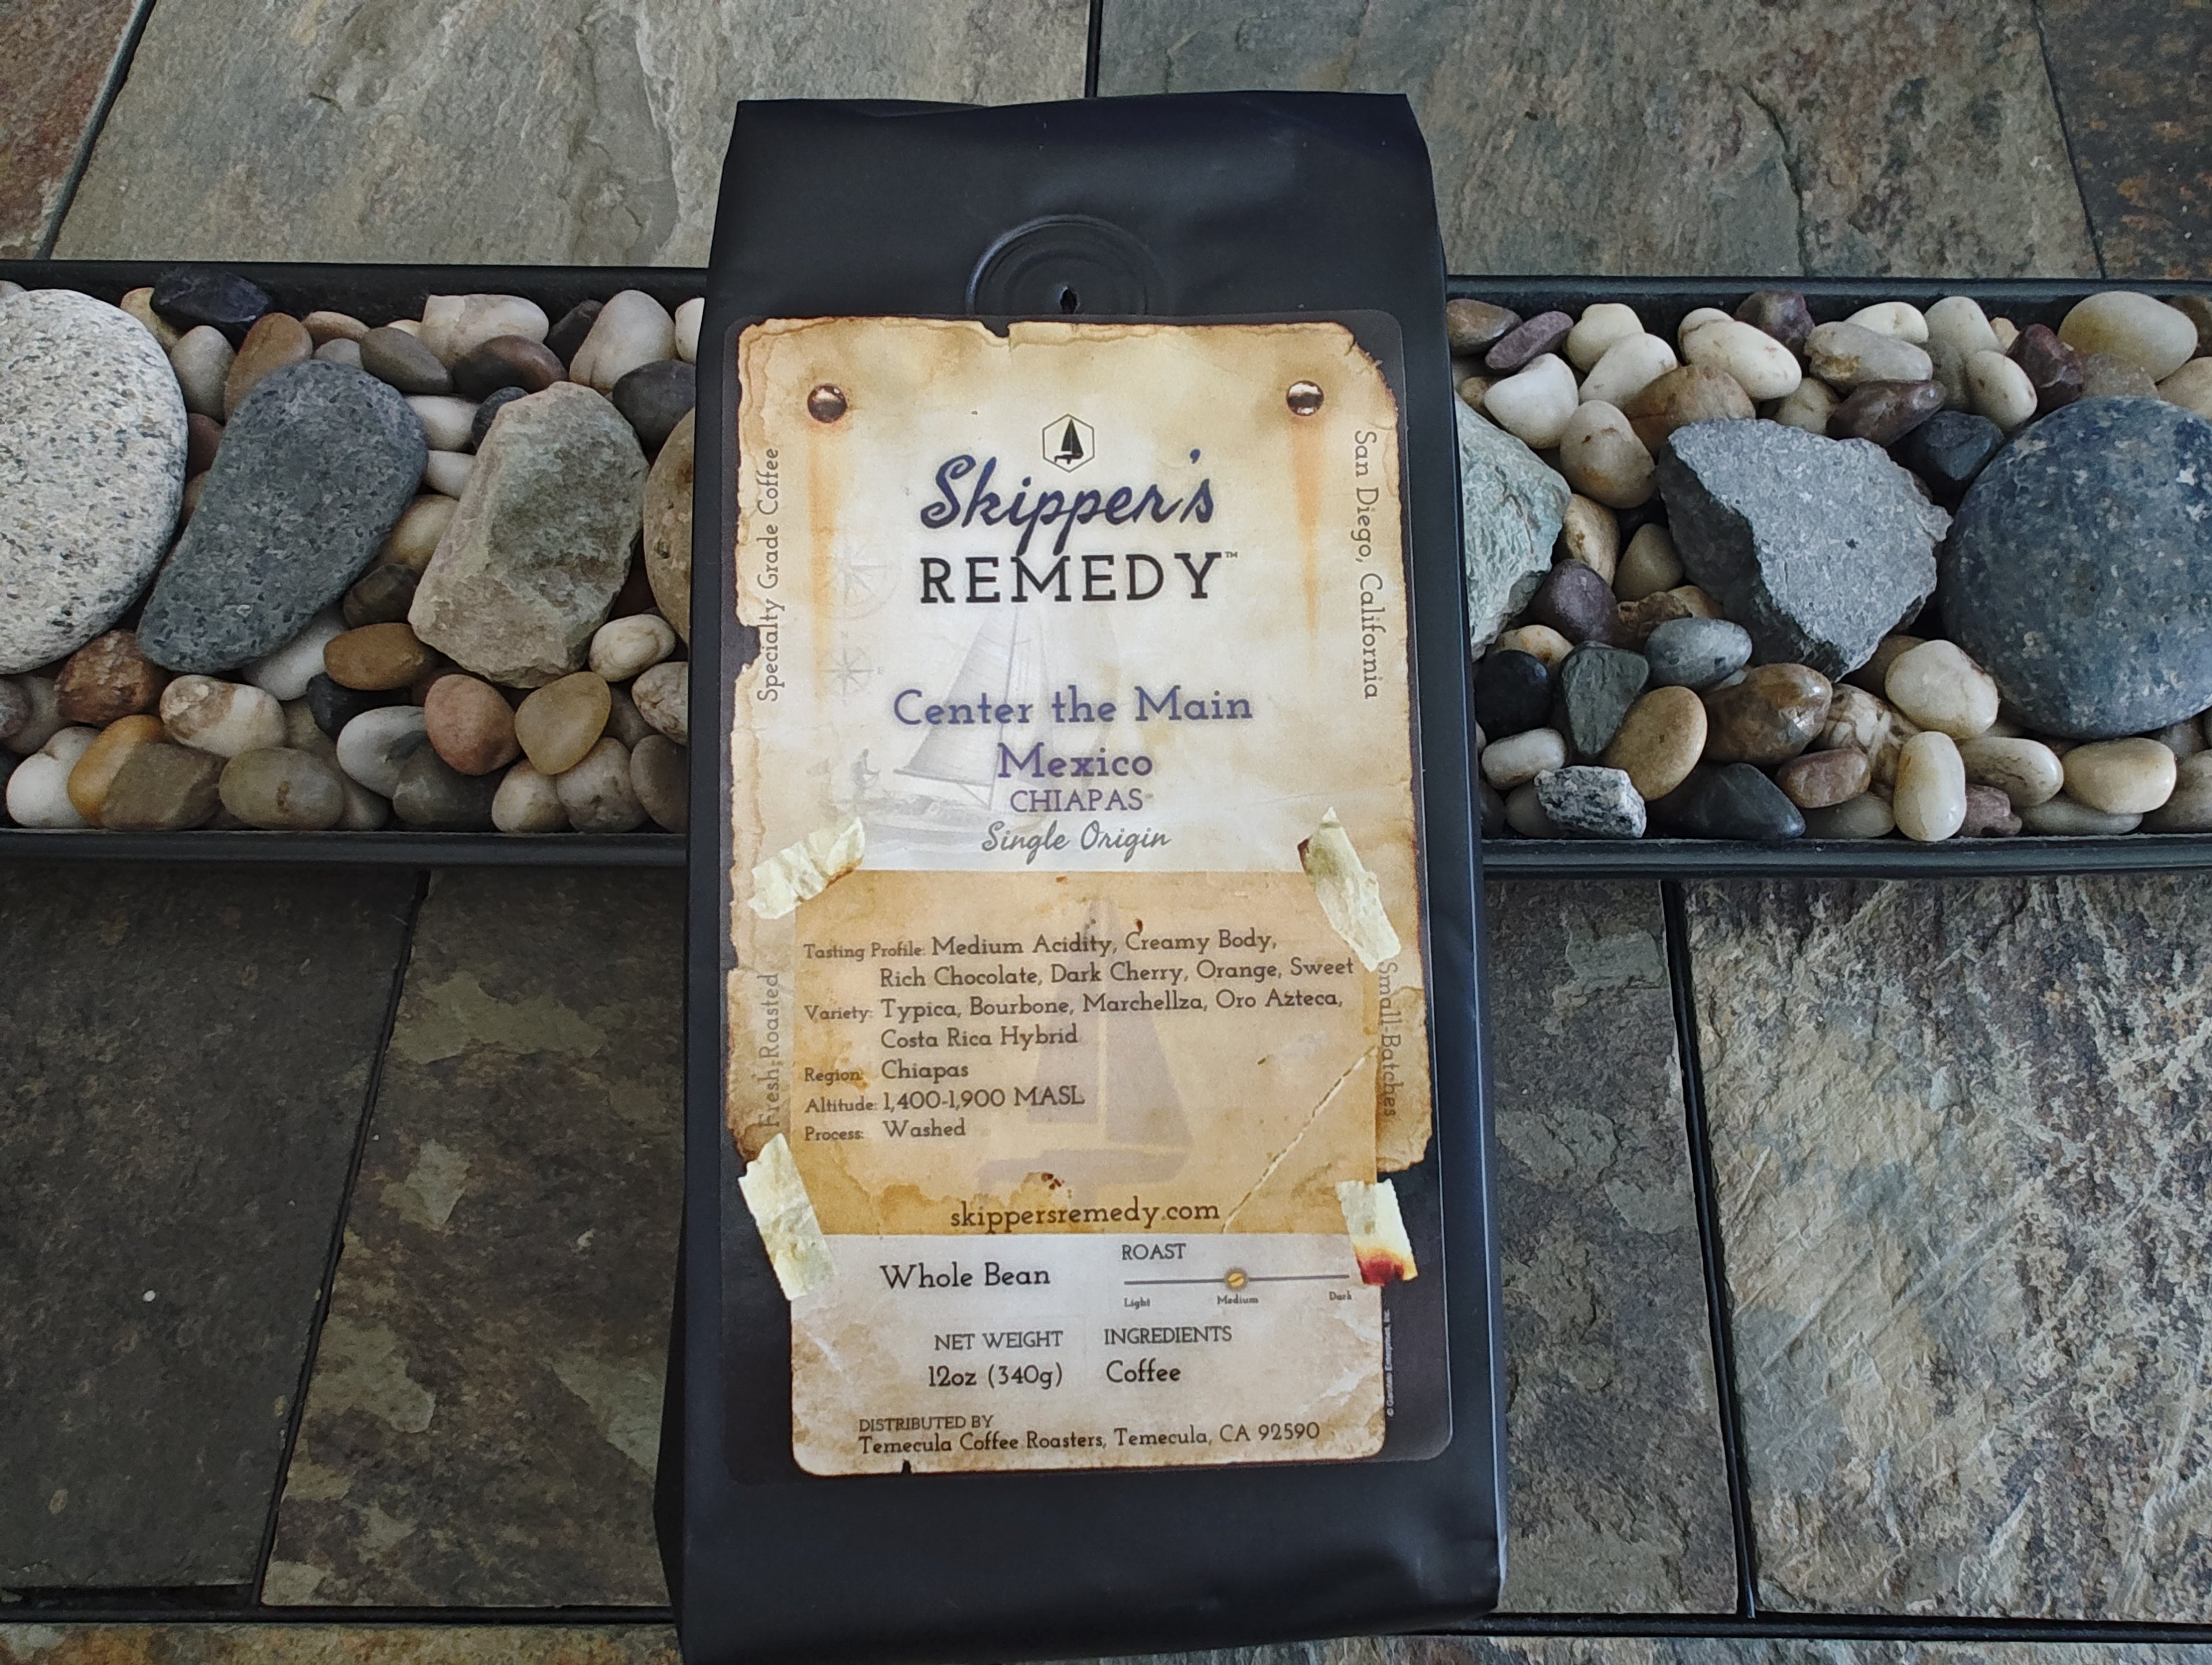 Skipper's
REMEDY™
Specialty Grade Coffee
San Diego, California
Center the Main
Mexico
CHIAPAS
Single Origin
Fresh Roasted
Small-Batches
Tasting Profile: Medium Acidity, Creamy Body,
Rich Chocolate, Dark Cherry, Orange, Sweet
Variety: Typica, Bourbone, Marchellza, Oro Azteca,
Costa Rica Hybrid
Region: Chiapas
Altitude: 1,400-1,900 MASL
Process: Washed
skippersremedy.com
Whole Bean
ROAST
Light Medium Dark
NET WEIGHT
12oz (340g)
INGREDIENTS
Coffee
DISTRIBUTED BY
Temecula Coffee Roasters, Temecula, CA 92590